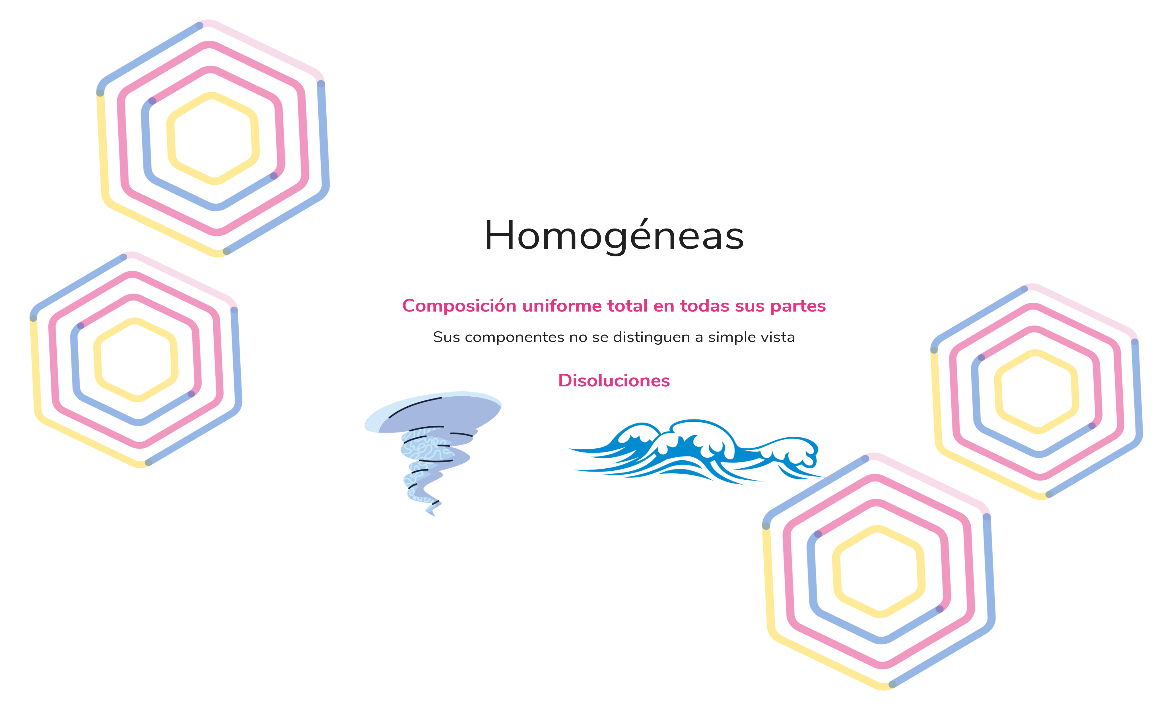 Homogéneas
Composición uniforme total en todas sus partes
Sus componentes no se distinguen a simple vista
Disoluciones